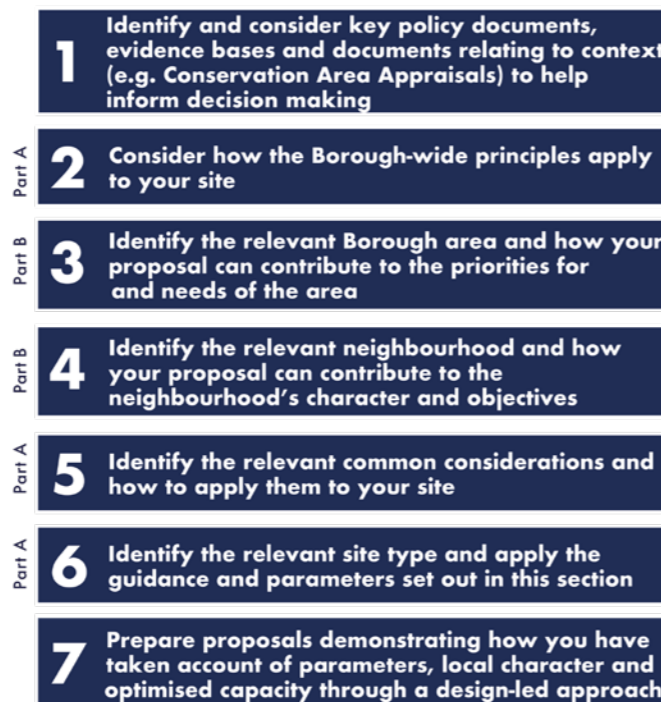 1
Identify and consider key policy documents,
evidence bases and documents relating to context
(e.g. Conservation Area Appraisals) to help
inform decision making
Part A
2
Consider how the Borough-wide principles apply
to your site
Part B
3
Identify the relevant Borough area and how your
proposal can contribute to the priorities for
and needs of the area
Part B
4
Identify the relevant neighbourhood and how
your proposal can contribute to the
neighbourhood's character and objectives
Part A
5
Identify the relevant common considerations and
how to apply them to your site
Part A
6
Identify the relevant site type and apply the
guidance and parameters set out in this section
7
Prepare proposals demonstrating how you have
taken account of parameters, local character and
optimised capacity through a design-led approach